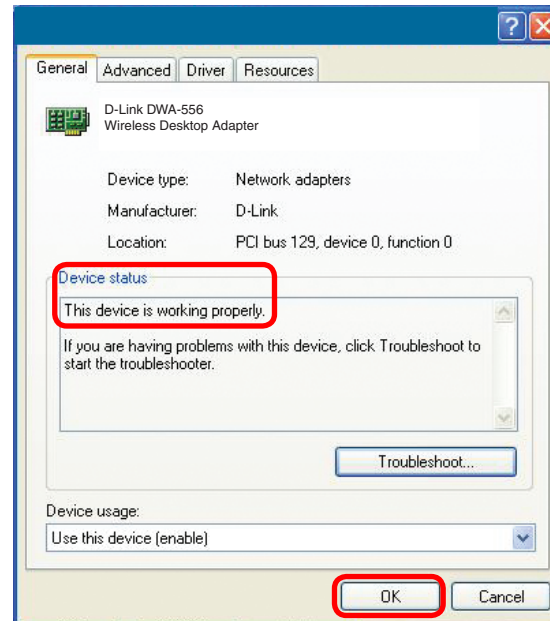 ?
General Advanced Driver Resources
D-Link DWA-556
Wireless Desktop Adapter
Device type: Network adapters
Manufacturer: D-Link
Location: PCI bus 129, device 0, function 0
Device status
This device is working properly.
If you are having problems with this device, click Troubleshoot to
start the troubleshooter.
Troubleshoot...
Device usage:
Use this device (enable)
OK Cancel